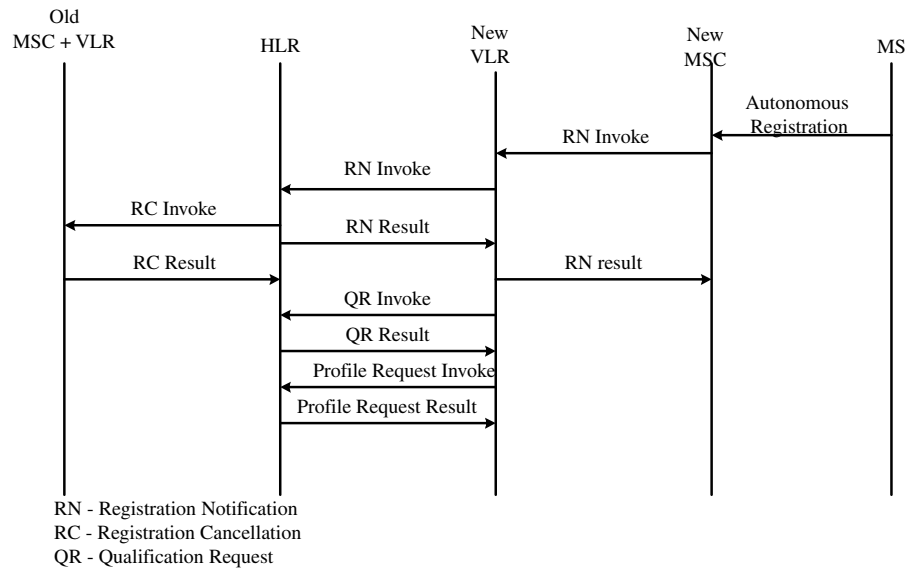 Old
MSC + VLR
HLR
New
VLR
New
MSC
MS
Autonomous
Registration
RN Invoke
RN Invoke
RC Invoke
RN Result
RC Result
RN result
QR Invoke
QR Result
Profile Request Invoke
Profile Request Result
RN - Registration Notification
RC - Registration Cancellation
QR - Qualification Request